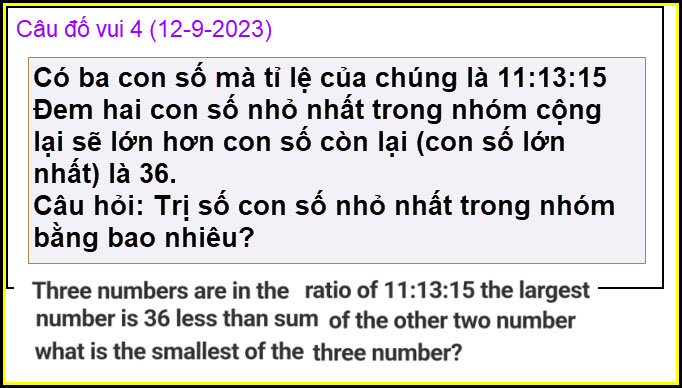 Câu đố vui 4 (12-9-2023)
Có ba con số mà tỉ lệ của chúng là 11:13:15
Đem hai con số nhỏ nhất trong nhóm cộng
lại sẽ lớn hơn con số còn lại (con số lớn
nhất) là 36.
Câu hỏi: Trị số con số nhỏ nhất trong nhóm
bằng bao nhiêu?
Three numbers are in the ratio of 11:13:15 the largest
number is 36 less than sum of the other two number
what is the smallest of the three number?